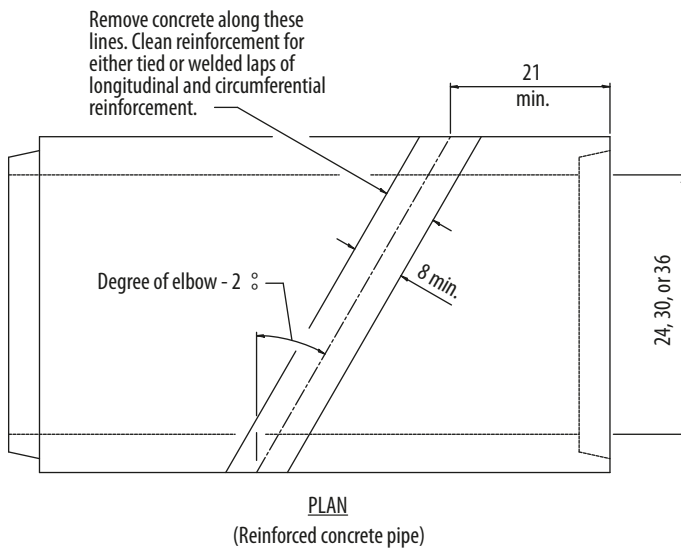 Remove concrete along these
lines. Clean reinforcement for
either tied or welded laps of
longitudinal and circumferential
reinforcement.
21
min.
Degree of elbow - 2 °
8 min.
24, 30, or 36
PLAN
(Reinforced concrete pipe)